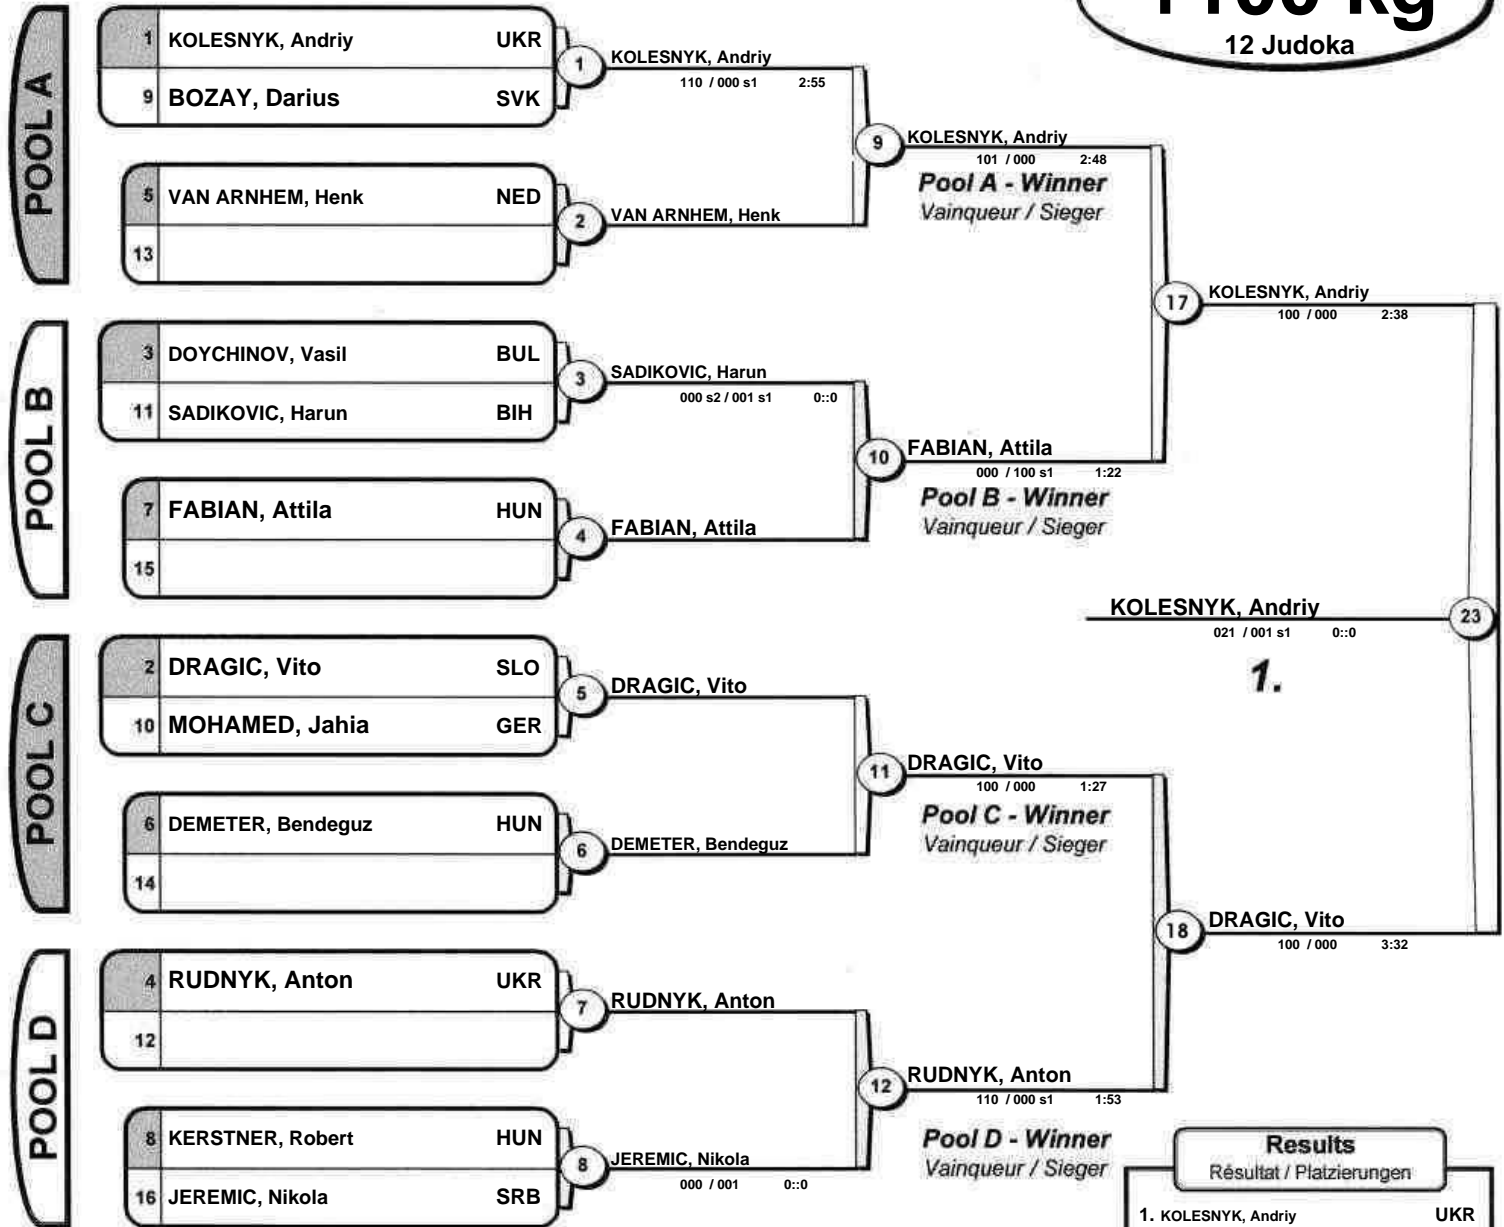 12 Judoka
POOL A
1 KOLESNYK, Andriy UKR
9 BOZAY, Darius SVK
1
KOLESNYK, Andriy
110 / 000 s1 2:55
5 VAN ARNHEM, Henk NED
13
2
VAN ARNHEM, Henk
9
KOLESNYK, Andriy
101 / 000 2:48
Pool A - Winner
Vainqueur / Sieger
POOL B
3 DOYCHINOV, Vasil BUL
11 SADIKOVIC, Harun BIH
3
SADIKOVIC, Harun
000 s2 / 001 s1 0::0
7 FABIAN, Attila HUN
15
4
FABIAN, Attila
10
FABIAN, Attila
000 / 100 s1 1:22
Pool B - Winner
Vainqueur / Sieger
17
KOLESNYK, Andriy
100 / 000 2:38
KOLESNYK, Andriy
23
021 / 001 s1 0::0
1.
POOL C
2 DRAGIC, Vito SLO
10 MOHAMED, Jahia GER
5
DRAGIC, Vito
6 DEMETER, Bendeguz HUN
14
6
DEMETER, Bendeguz
11
DRAGIC, Vito
100 / 000 1:27
Pool C - Winner
Vainqueur / Sieger
18
DRAGIC, Vito
100 / 000 3:32
POOL D
4 RUDNYK, Anton UKR
12
7
RUDNYK, Anton
8 KERSTNER, Robert HUN
16 JEREMIC, Nikola SRB
8
JEREMIC, Nikola
000 / 001 0::0
12
RUDNYK, Anton
110 / 000 s1 1:53
Pool D - Winner
Vainqueur / Sieger
Results
Résultat / Platzierungen
1. KOLESNYK, Andriy UKR